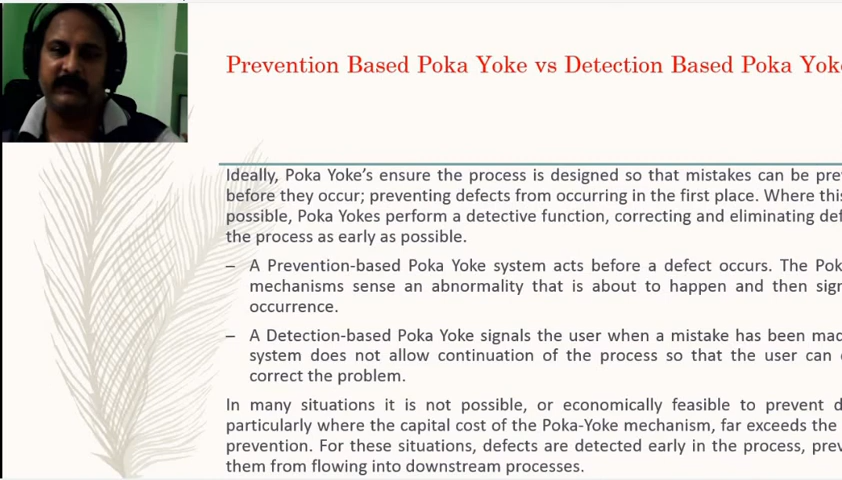 Prevention Based Poka Yoke vs Detection Based Poka Yok
Ideally, Poka Yoke's ensure the process is designed so that mistakes can be pre
before they occur; preventing defects from occurring in the first place. Where this
possible, Poka Yokes perform a detective function, correcting and eliminating def
the process as early as possible.
– A Prevention-based Poka Yoke system acts before a defect occurs. The Pok
mechanisms sense an abnormality that is about to happen and then sign
occurrence.
– A Detection-based Poka Yoke signals the user when a mistake has been mad
system does not allow continuation of the process so that the user can
correct the problem.
In many situations it is not possible, or economically feasible to prevent d
particularly where the capital cost of the Poka-Yoke mechanism, far exceeds the
prevention. For these situations, defects are detected early in the process, prev
them from flowing into downstream processes.